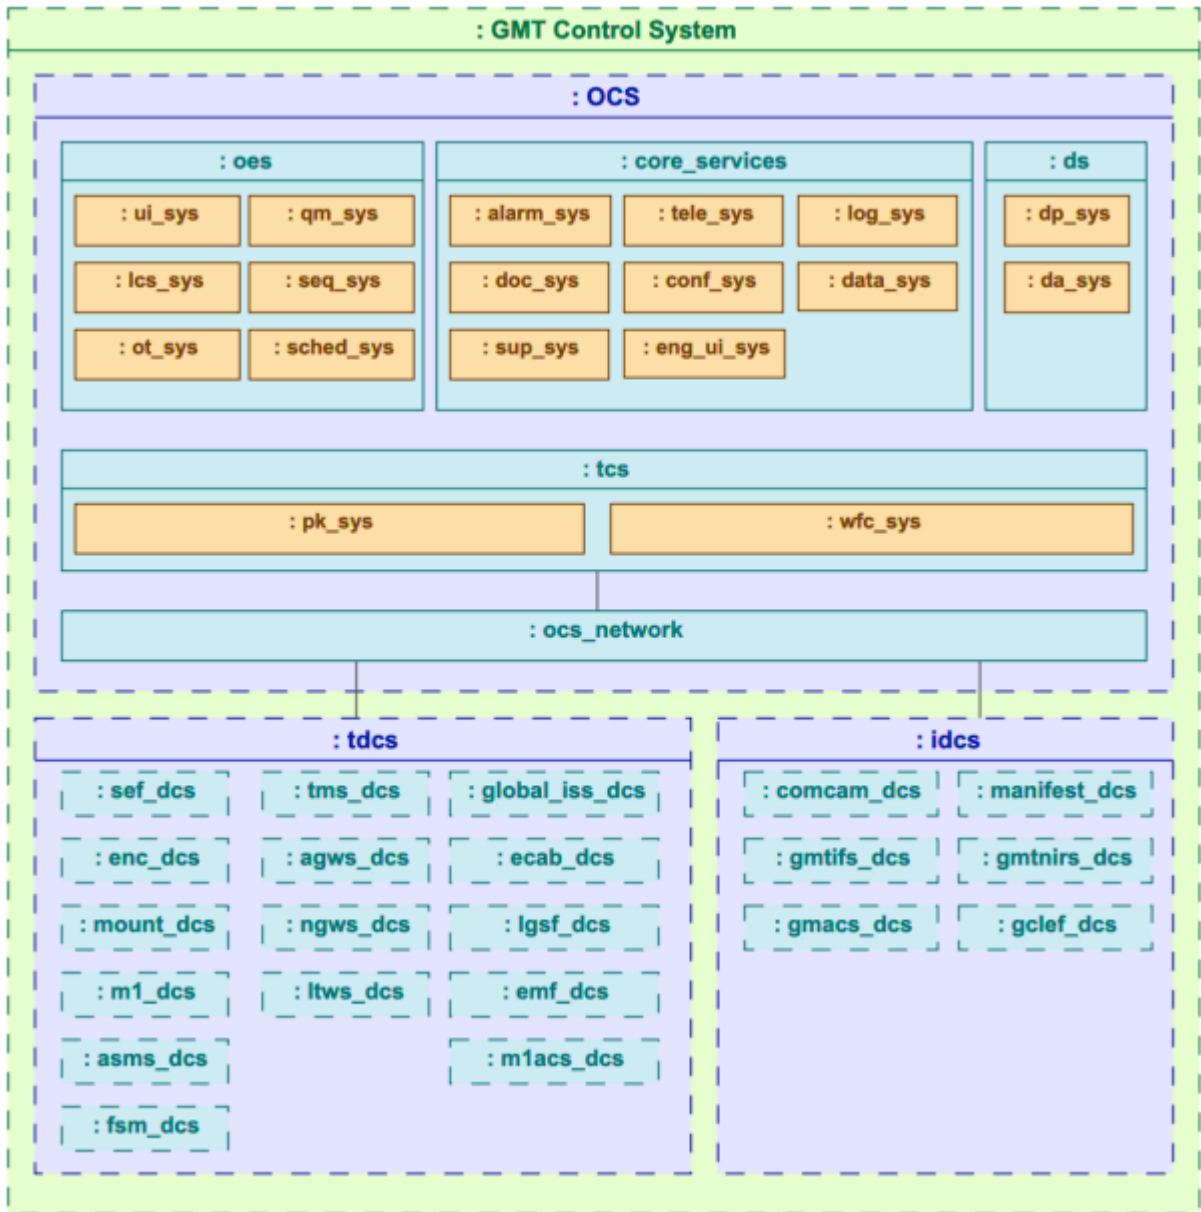 : GMT Control System
: OCS
: oes
: ui_sys
: qm_sys
: lcs_sys
: seq_sys
: ot_sys
: sched_sys
: core_services
: alarm_sys
: tele_sys
: log_sys
: doc_sys
: conf_sys
: data_sys
: sup_sys
: eng_ui_sys
: ds
: dp_sys
: da_sys
: tcs
: pk_sys
: wfc_sys
: ocs_network
: tdcs
: sef_dcs
: tms_dcs
: global_iss_dcs
: enc_dcs
: agws_dcs
: ecab_dcs
: mount_dcs
: ngws_dcs
: lgsf_dcs
: m1_dcs
: ltws_dcs
: emf_dcs
: asms_dcs
: m1acs_dcs
: fsm_dcs
: idcs
: comcam_dcs
: manifest_dcs
: gmtifs_dcs
: gmtnirs_dcs
: gmacs_dcs
: gclef_dcs